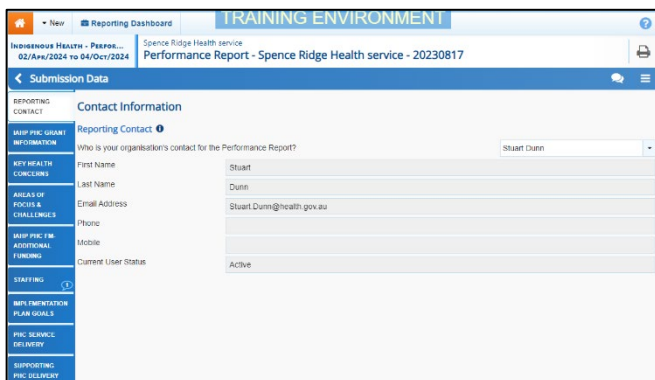 New
Reporting Dashboard
TRAINING ENVIRONMENT
INDIGENOUS HEALTH - PERFOR...
02/APR/2024 TO 04/OCT/2024
Spence Ridge Health service
Performance Report - Spence Ridge Health service - 20230817
Submission Data
REPORTING
CONTACT
IAHP PHC GRANT
INFORMATION
KEY HEALTH
CONCERNS
AREAS OF
FOCUS &
CHALLENGES
IAHP PHC FM-
ADDITIONAL
FUNDING
STAFFING
IMPLEMENTATION
PLAN GOALS
PHC SERVICE
DELIVERY
SUPPORTING
PHC DELIVERY
Contact Information
Reporting Contact
Who is your organisation's contact for the Performance Report?
Stuart Dunn
First Name
Stuart
Last Name
Dunn
Email Address
Stuart.Dunn@health.gov.au
Phone
Mobile
Current User Status
Active